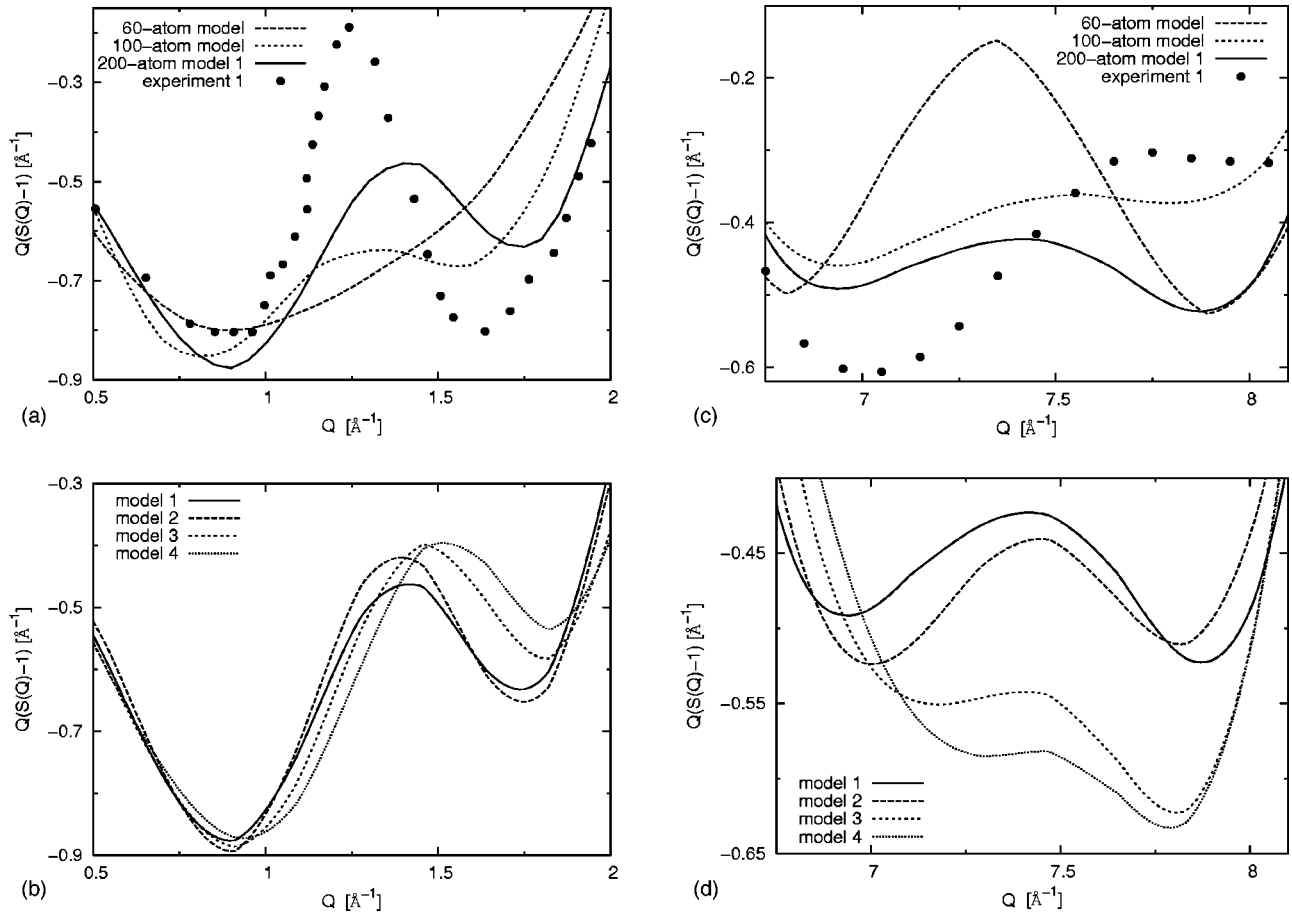 60−atom model
100−atom model
200−atom model 1
experiment 1
Q(S(Q)−1) [Å⁻¹]
−0.3
−0.5
−0.7
−0.9
0.5
1
1.5
2
Q [Å⁻¹]
(a)
60−atom model
100−atom model
200−atom model 1
experiment 1
Q(S(Q)−1) [Å⁻¹]
−0.2
−0.4
−0.6
7
7.5
8
Q [Å⁻¹]
(c)
model 1
model 2
model 3
model 4
Q(S(Q)−1) [Å⁻¹]
−0.3
−0.5
−0.7
−0.9
0.5
1
1.5
2
Q [Å⁻¹]
(b)
model 1
model 2
model 3
model 4
Q(S(Q)−1) [Å⁻¹]
−0.45
−0.55
−0.65
7
7.5
8
Q [Å⁻¹]
(d)